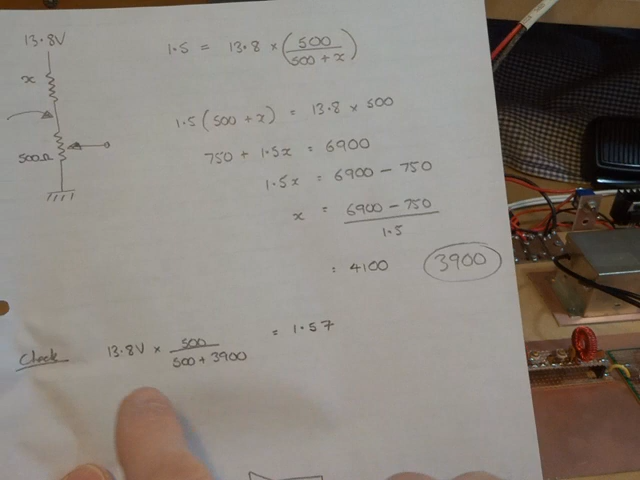 13.8V
x
500Ω
1.5 = 13.8 × (500 / 500 + x)
1.5(500 + x) = 13.8 × 500
750 + 1.5x = 6900
1.5x = 6900 - 750
x = 6900 - 750 / 1.5
= 4100 3900
Check 13.8V × 500 / 500 + 3900 = 1.57